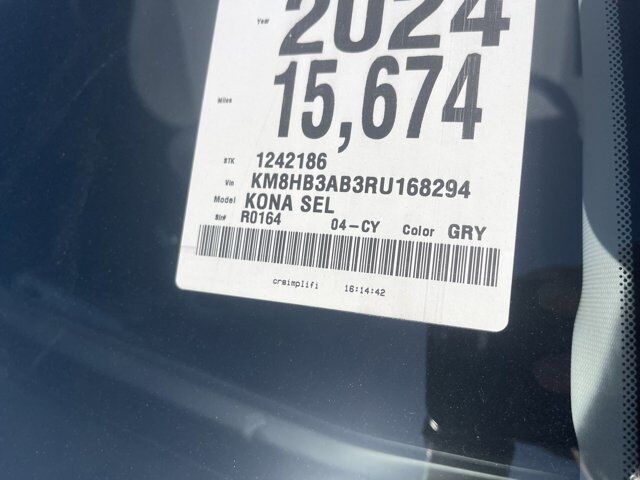 Year 2024
Miles 15,674
STK 1242186
Vin KM8HB3AB3RU168294
Model KONA SEL
Sln# R0164 04-CY Color GRY
crsimplifi 16:14:42